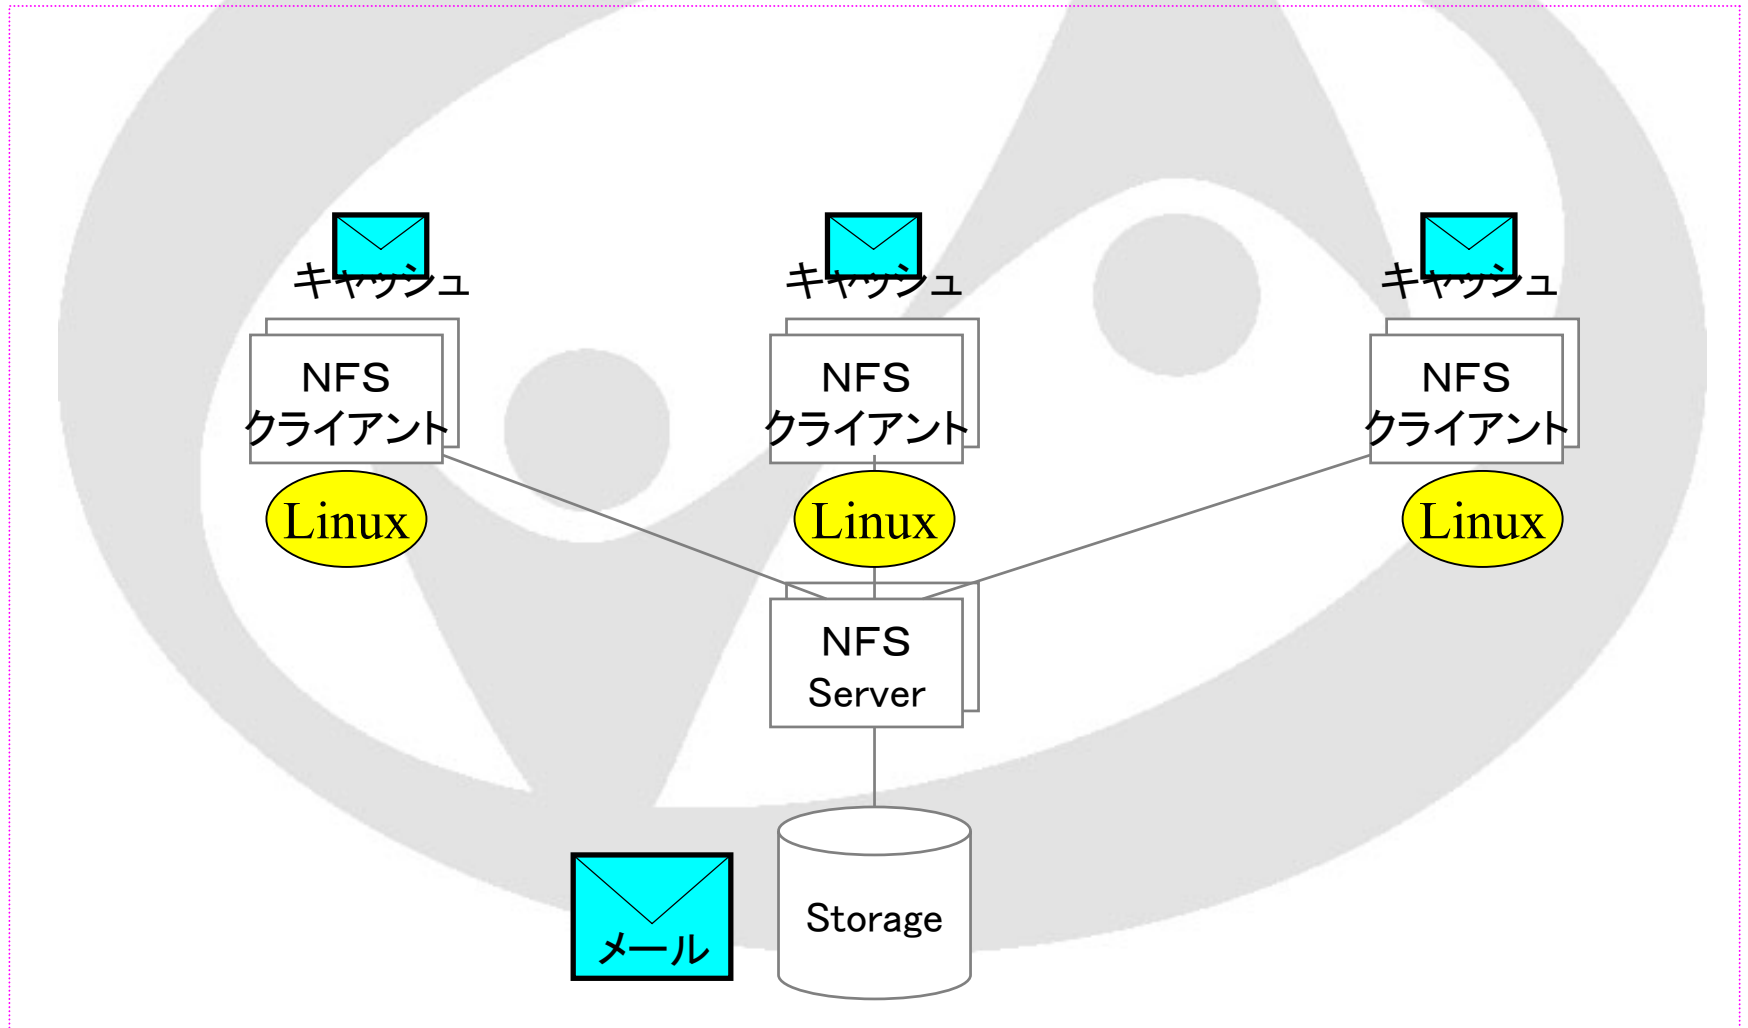 キャッシュ
キャッシュ
キャッシュ
ＮＦＳ
クライアント
ＮＦＳ
クライアント
ＮＦＳ
クライアント
Linux
Linux
Linux
ＮＦＳ
Server
Storage
メール